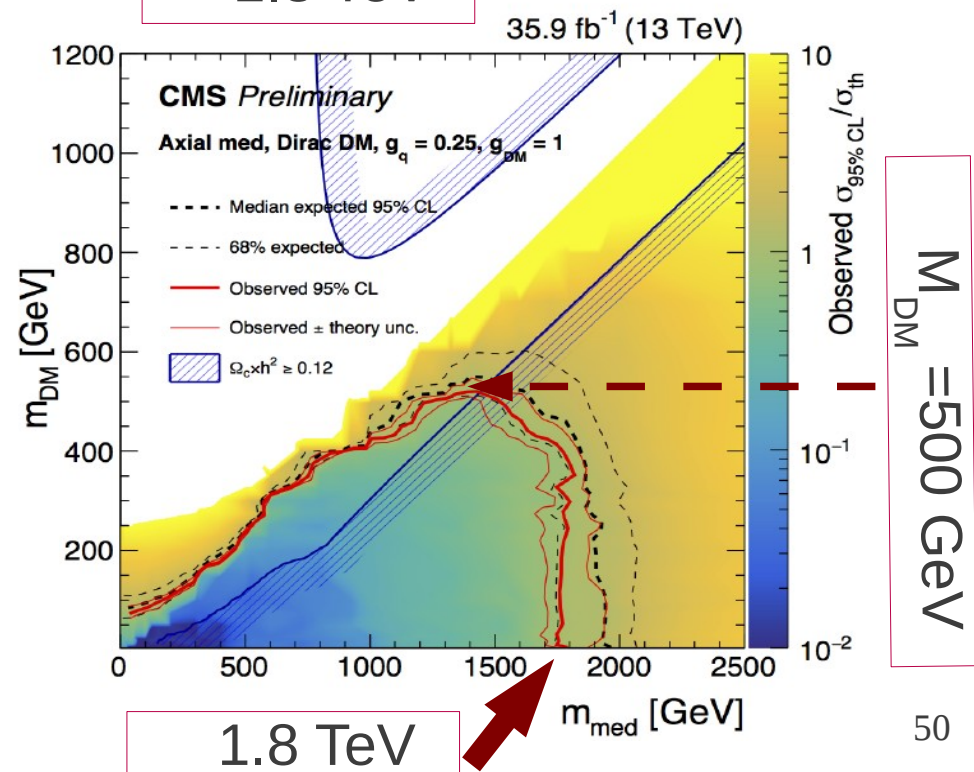 35.9 fb⁻¹ (13 TeV)
CMS Preliminary
Axial med, Dirac DM, g_q = 0.25, g_DM = 1
Median expected 95% CL
68% expected
Observed 95% CL
Observed ± theory unc.
Ω_c×h² ≥ 0.12
m_DM [GeV]
1200
1000
800
600
400
200
0
500
1000
1500
2000
2500
m_med [GeV]
10
1
10⁻¹
10⁻²
Observed σ_95% CL/σ_th
M_DM =500 GeV
1.8 TeV
50